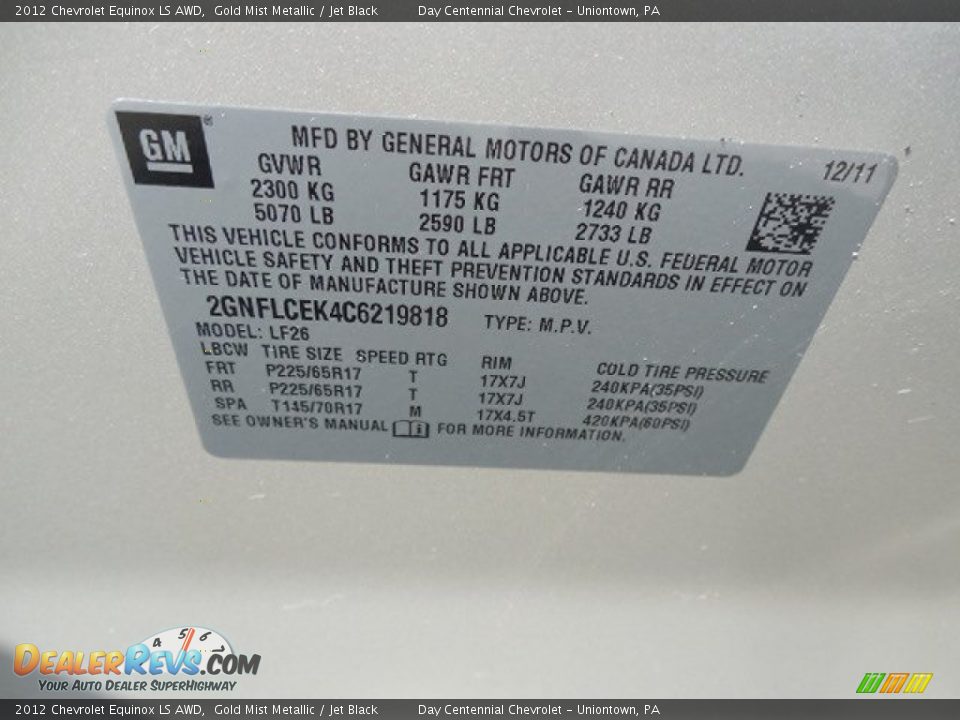 2012 Chevrolet Equinox LS AWD, Gold Mist Metallic / Jet Black Day Centennial Chevrolet - Uniontown, PA
GM ®
MFD BY GENERAL MOTORS OF CANADA LTD. 12/11
GVWR GAWR FRT GAWR RR
2300 KG 1175 KG 1240 KG
5070 LB 2590 LB 2733 LB
THIS VEHICLE CONFORMS TO ALL APPLICABLE U.S. FEDERAL MOTOR
VEHICLE SAFETY AND THEFT PREVENTION STANDARDS IN EFFECT ON
THE DATE OF MANUFACTURE SHOWN ABOVE.
2GNFLCEK4C6219818 TYPE: M.P.V.
MODEL: LF26
LBCW TIRE SIZE SPEED RTG RIM COLD TIRE PRESSURE
FRT P225/65R17 T 17X7J 240KPA(35PSI)
RR P225/65R17 T 17X7J 240KPA(35PSI)
SPA T145/70R17 M 17X4.5T 420KPA(60PSI)
SEE OWNER'S MANUAL i FOR MORE INFORMATION.
4 5 6 7
DEALERREVS.COM
YOUR AUTO DEALER SUPERHIGHWAY
2012 Chevrolet Equinox LS AWD, Gold Mist Metallic / Jet Black Day Centennial Chevrolet - Uniontown, PA